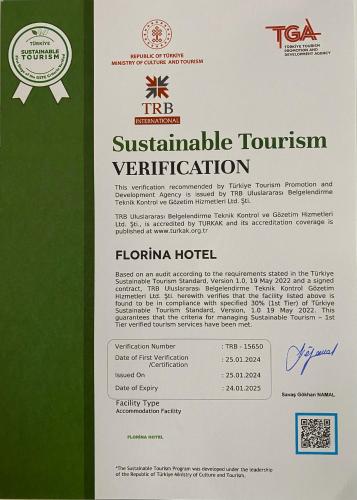 TÜRKİYE
SUSTAINABLE
TOURISM
REPUBLIC OF TÜRKİYE
MINISTRY OF CULTURE AND TOURISM
TGA
TÜRKİYE TOURISM
PROMOTION AND
DEVELOPMENT AGENCY
TRB
INTERNATIONAL
Sustainable Tourism
VERIFICATION
This verification recommended by Türkiye Tourism Promotion and
Development Agency is issued by TRB Uluslararası Belgelendirme
Teknik Kontrol ve Gözetim Hizmetleri Ltd. Şti.
TRB Uluslararası Belgelendirme Teknik Kontrol ve Gözetim Hizmetleri
Ltd. Şti., is accredited by TURKAK and its accreditation coverage is
published at www.turkak.org.tr
FLORİNA HOTEL
Based on an audit according to the requirements stated in the Türkiye
Sustainable Tourism Standard, Version 1.0, 19 May 2022 and a signed
contract, TRB Uluslararası Belgelendirme Teknik Kontrol Gözetim
Hizmetleri Ltd. Şti. herewith verifies that the facility listed above is
found to be in compliance with specified 30% (1st Tier) of Türkiye
Sustainable Tourism Standard, Version, 1.0 19 May 2022. This
guarantees that the criteria for managing Sustainable Tourism – 1st
Tier verified tourism services have been met.
Verification Number : TRB - 15650
Date of First Verification : 25.01.2024
/Certification
Issued On : 25.01.2024
Date of Expiry : 24.01.2025
Savaş Gökhan NAMAL
Facility Type
Accommodation Facility
FLORİNA HOTEL
*The Sustainable Tourism Program was developed under the leadership
of the Republic of Türkiye Ministry of Culture and Tourism.